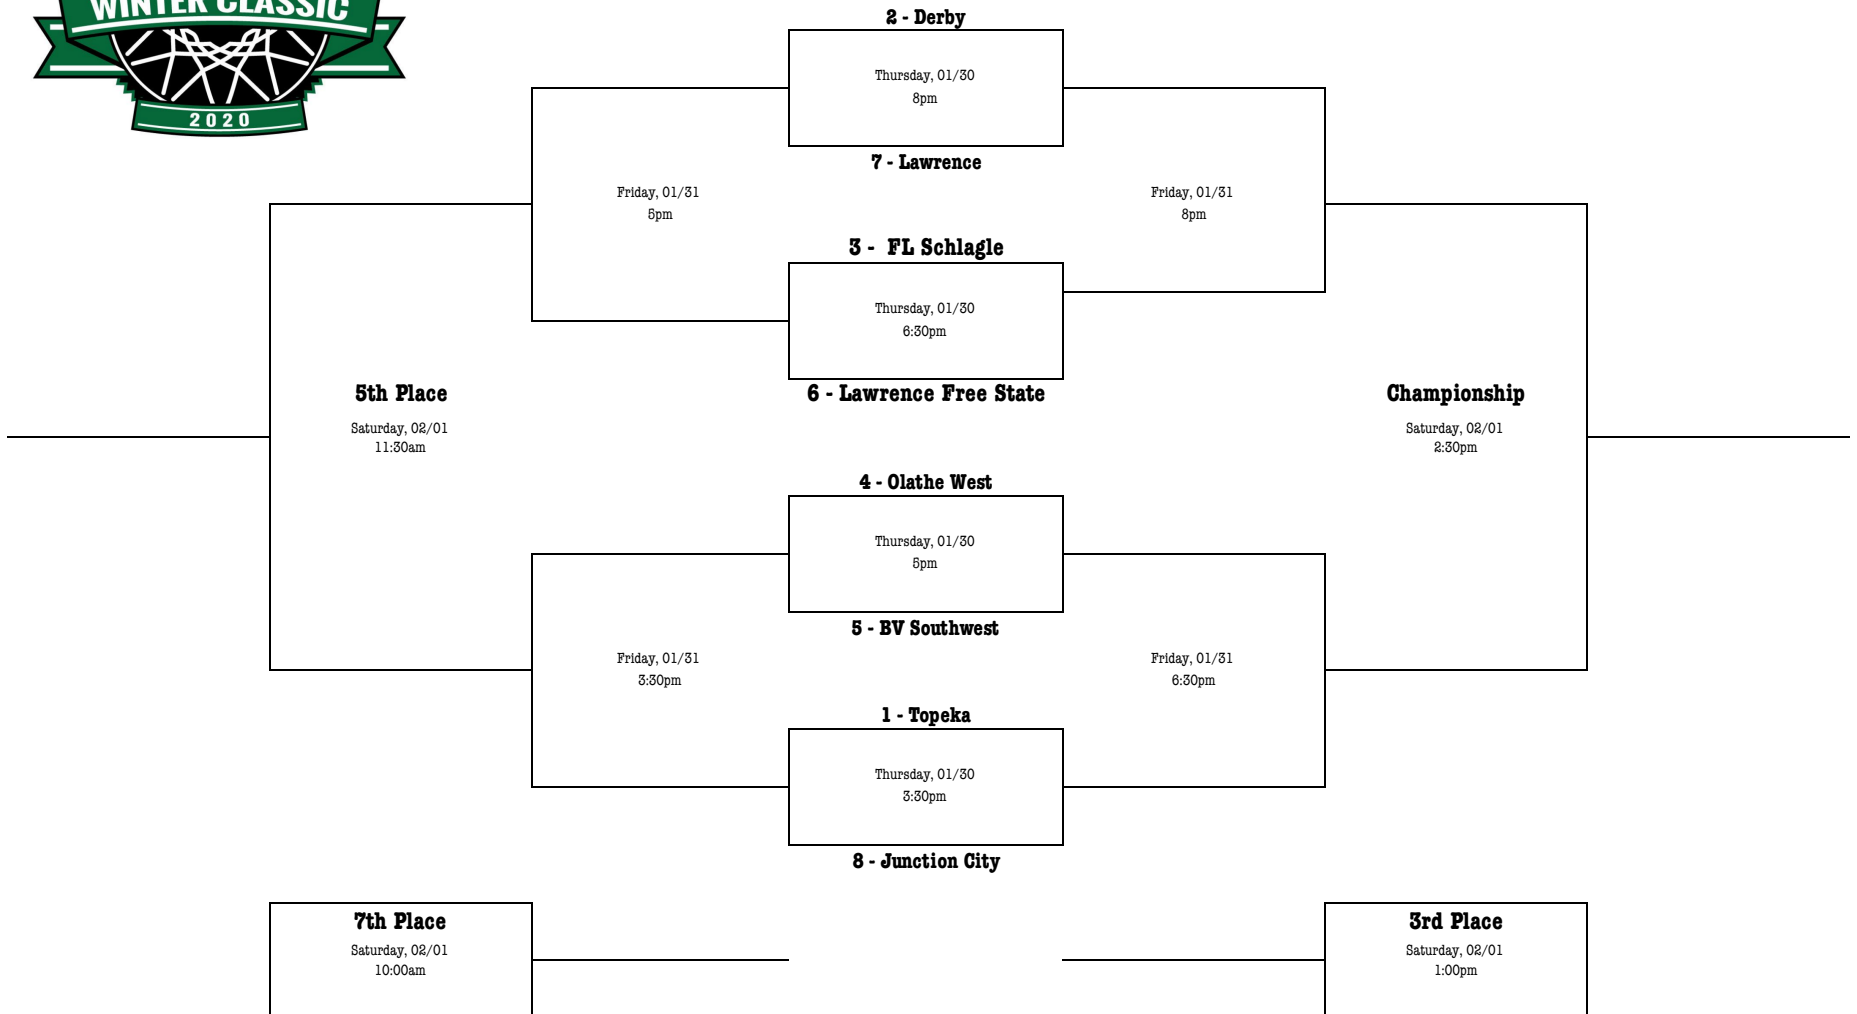 WINTER CLASSIC
2020
2 - Derby
Thursday, 01/30
8pm
7 - Lawrence
Friday, 01/31
5pm
Friday, 01/31
8pm
3 - FL Schlagle
Thursday, 01/30
6:30pm
6 - Lawrence Free State
5th Place
Saturday, 02/01
11:30am
Championship
Saturday, 02/01
2:30pm
4 - Olathe West
Thursday, 01/30
5pm
5 - BV Southwest
Friday, 01/31
3:30pm
Friday, 01/31
6:30pm
1 - Topeka
Thursday, 01/30
3:30pm
8 - Junction City
7th Place
Saturday, 02/01
10:00am
3rd Place
Saturday, 02/01
1:00pm